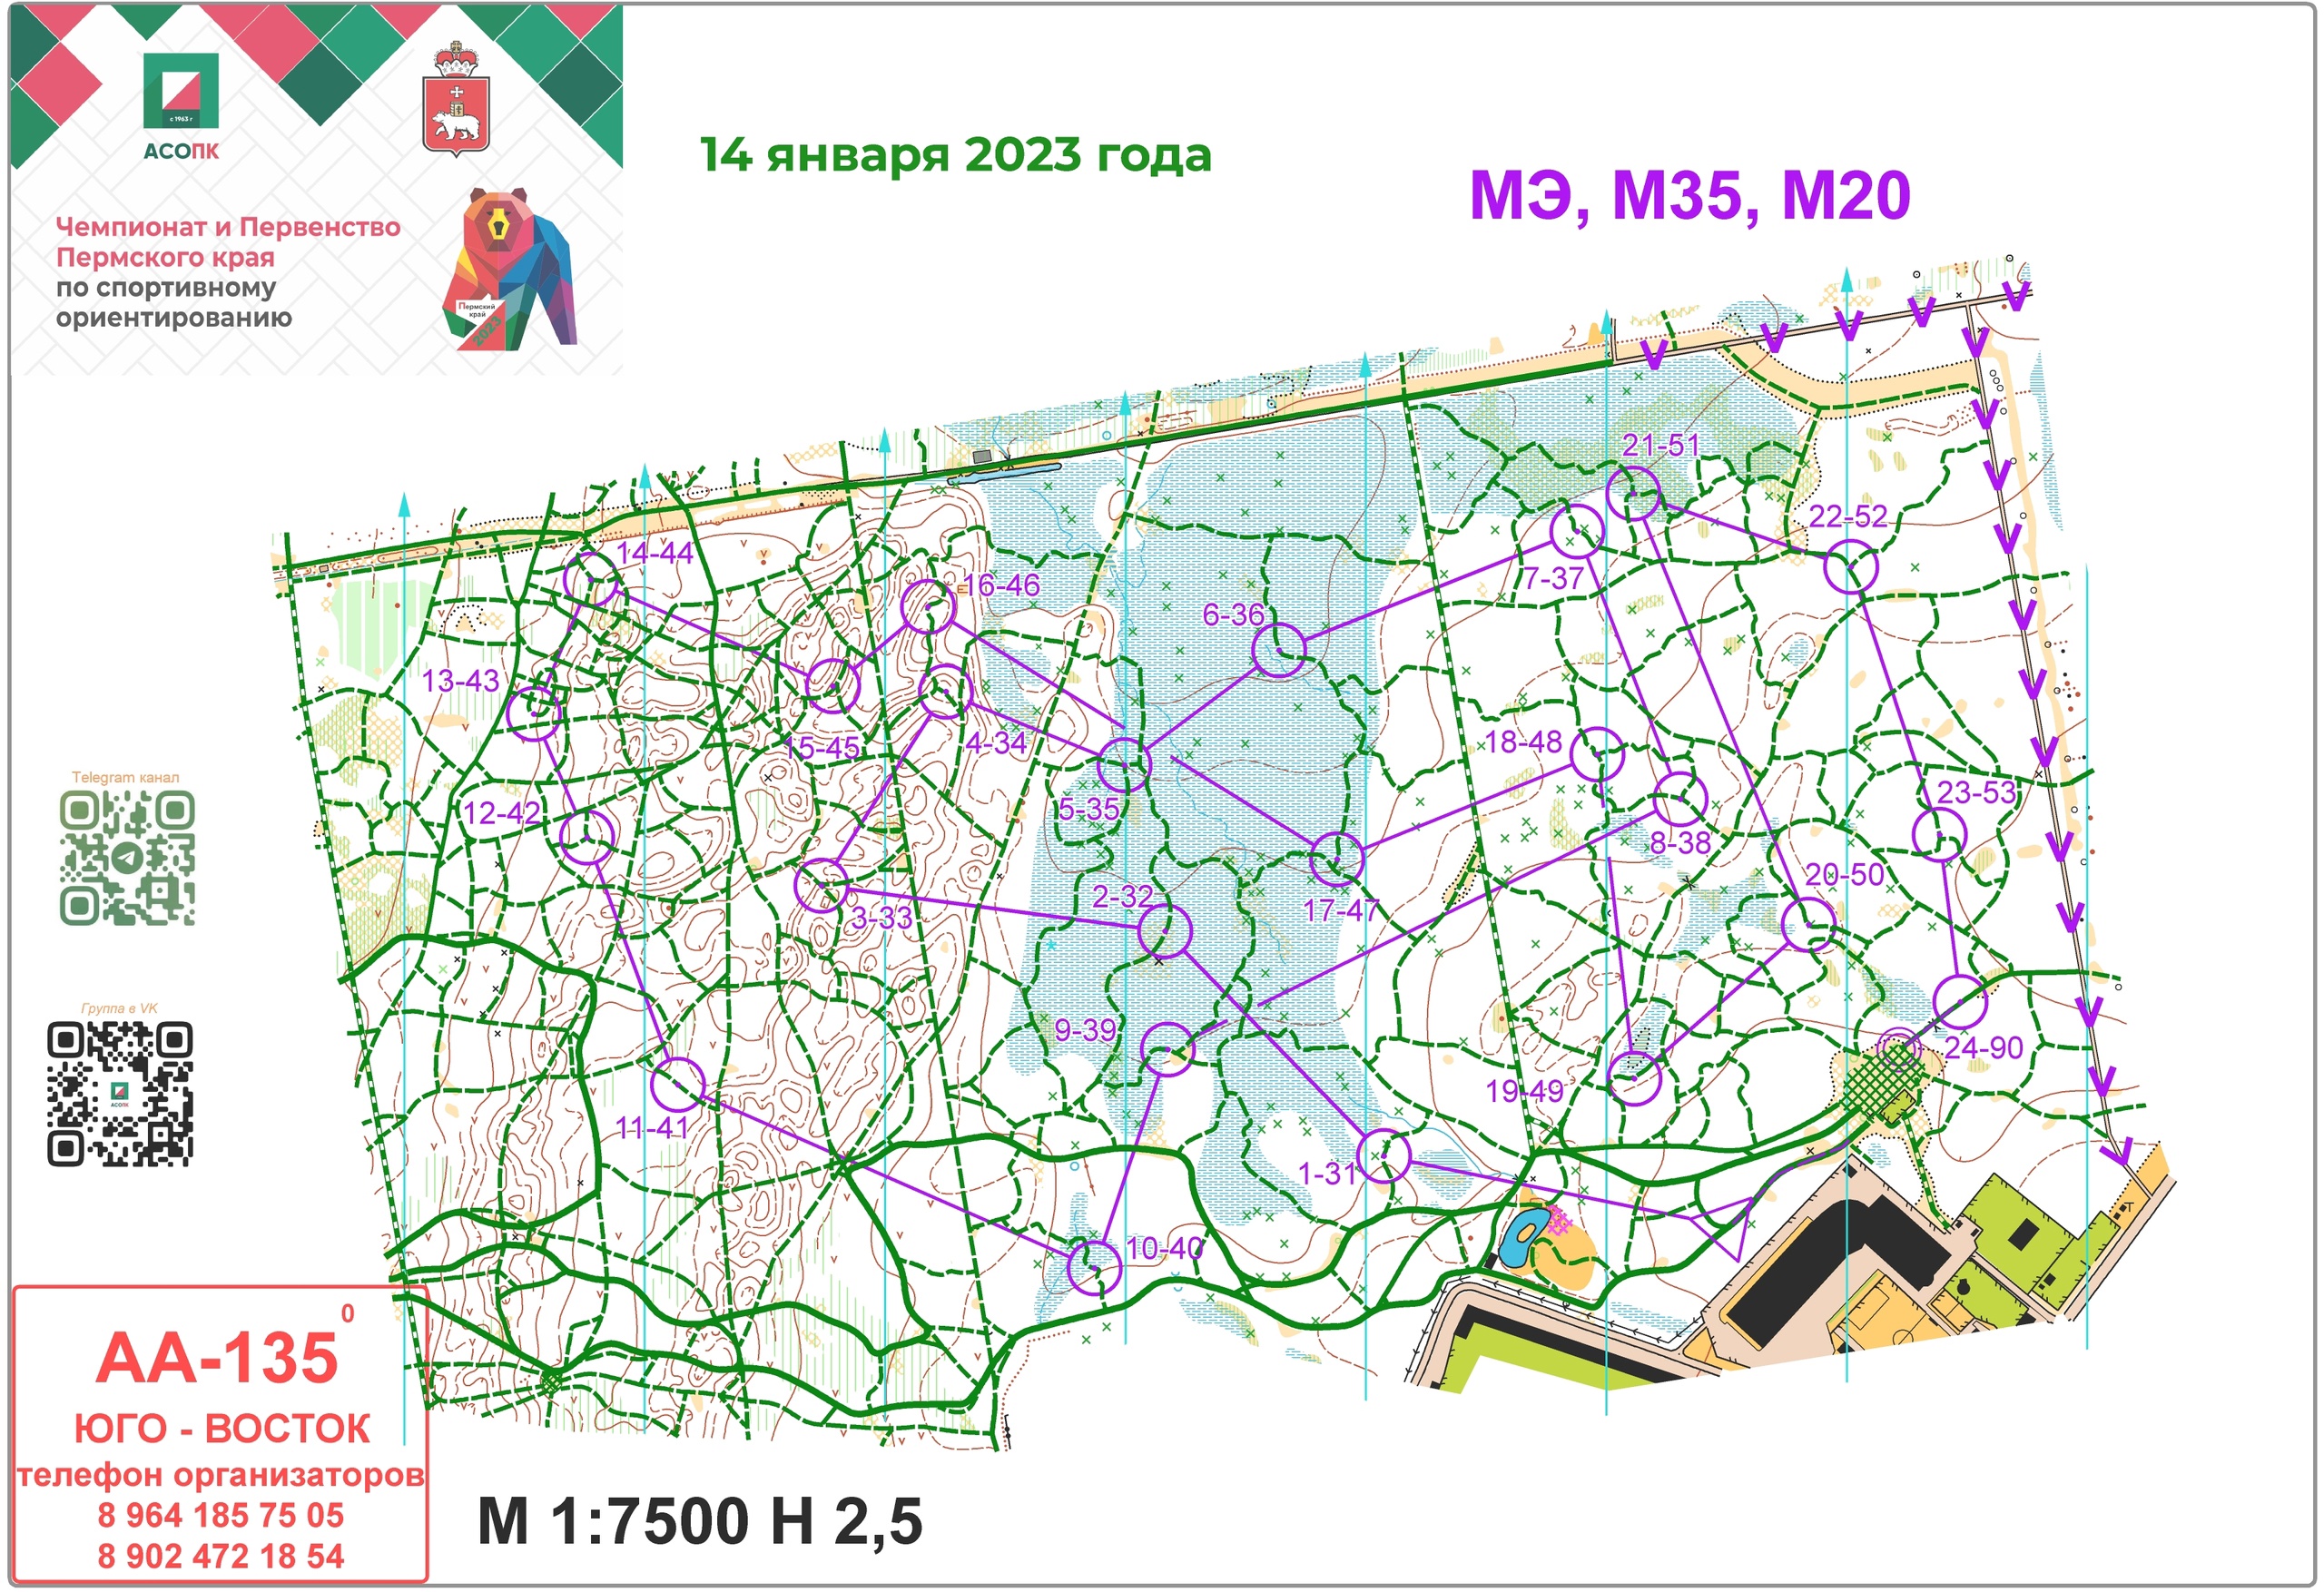 с 1963 г
АСОПК
Чемпионат и Первенство
Пермского края
по спортивному
ориентированию
Пермский
край
2023
14 января 2023 года
МЭ, М35, М20
21-51
22-52
14-44
16-46
7-37
6-36
13-43
15-45
4-34
18-48
Telegram канал
12-42
5-35
23-53
8-38
20-50
2-32
17-47
3-33
Группа в VK
АСОПК
9-39
24-90
19-49
11-41
1-31
10-40
0
АА-135
ЮГО - ВОСТОК
телефон организаторов
8 964 185 75 05
8 902 472 18 54
М 1:7500 Н 2,5